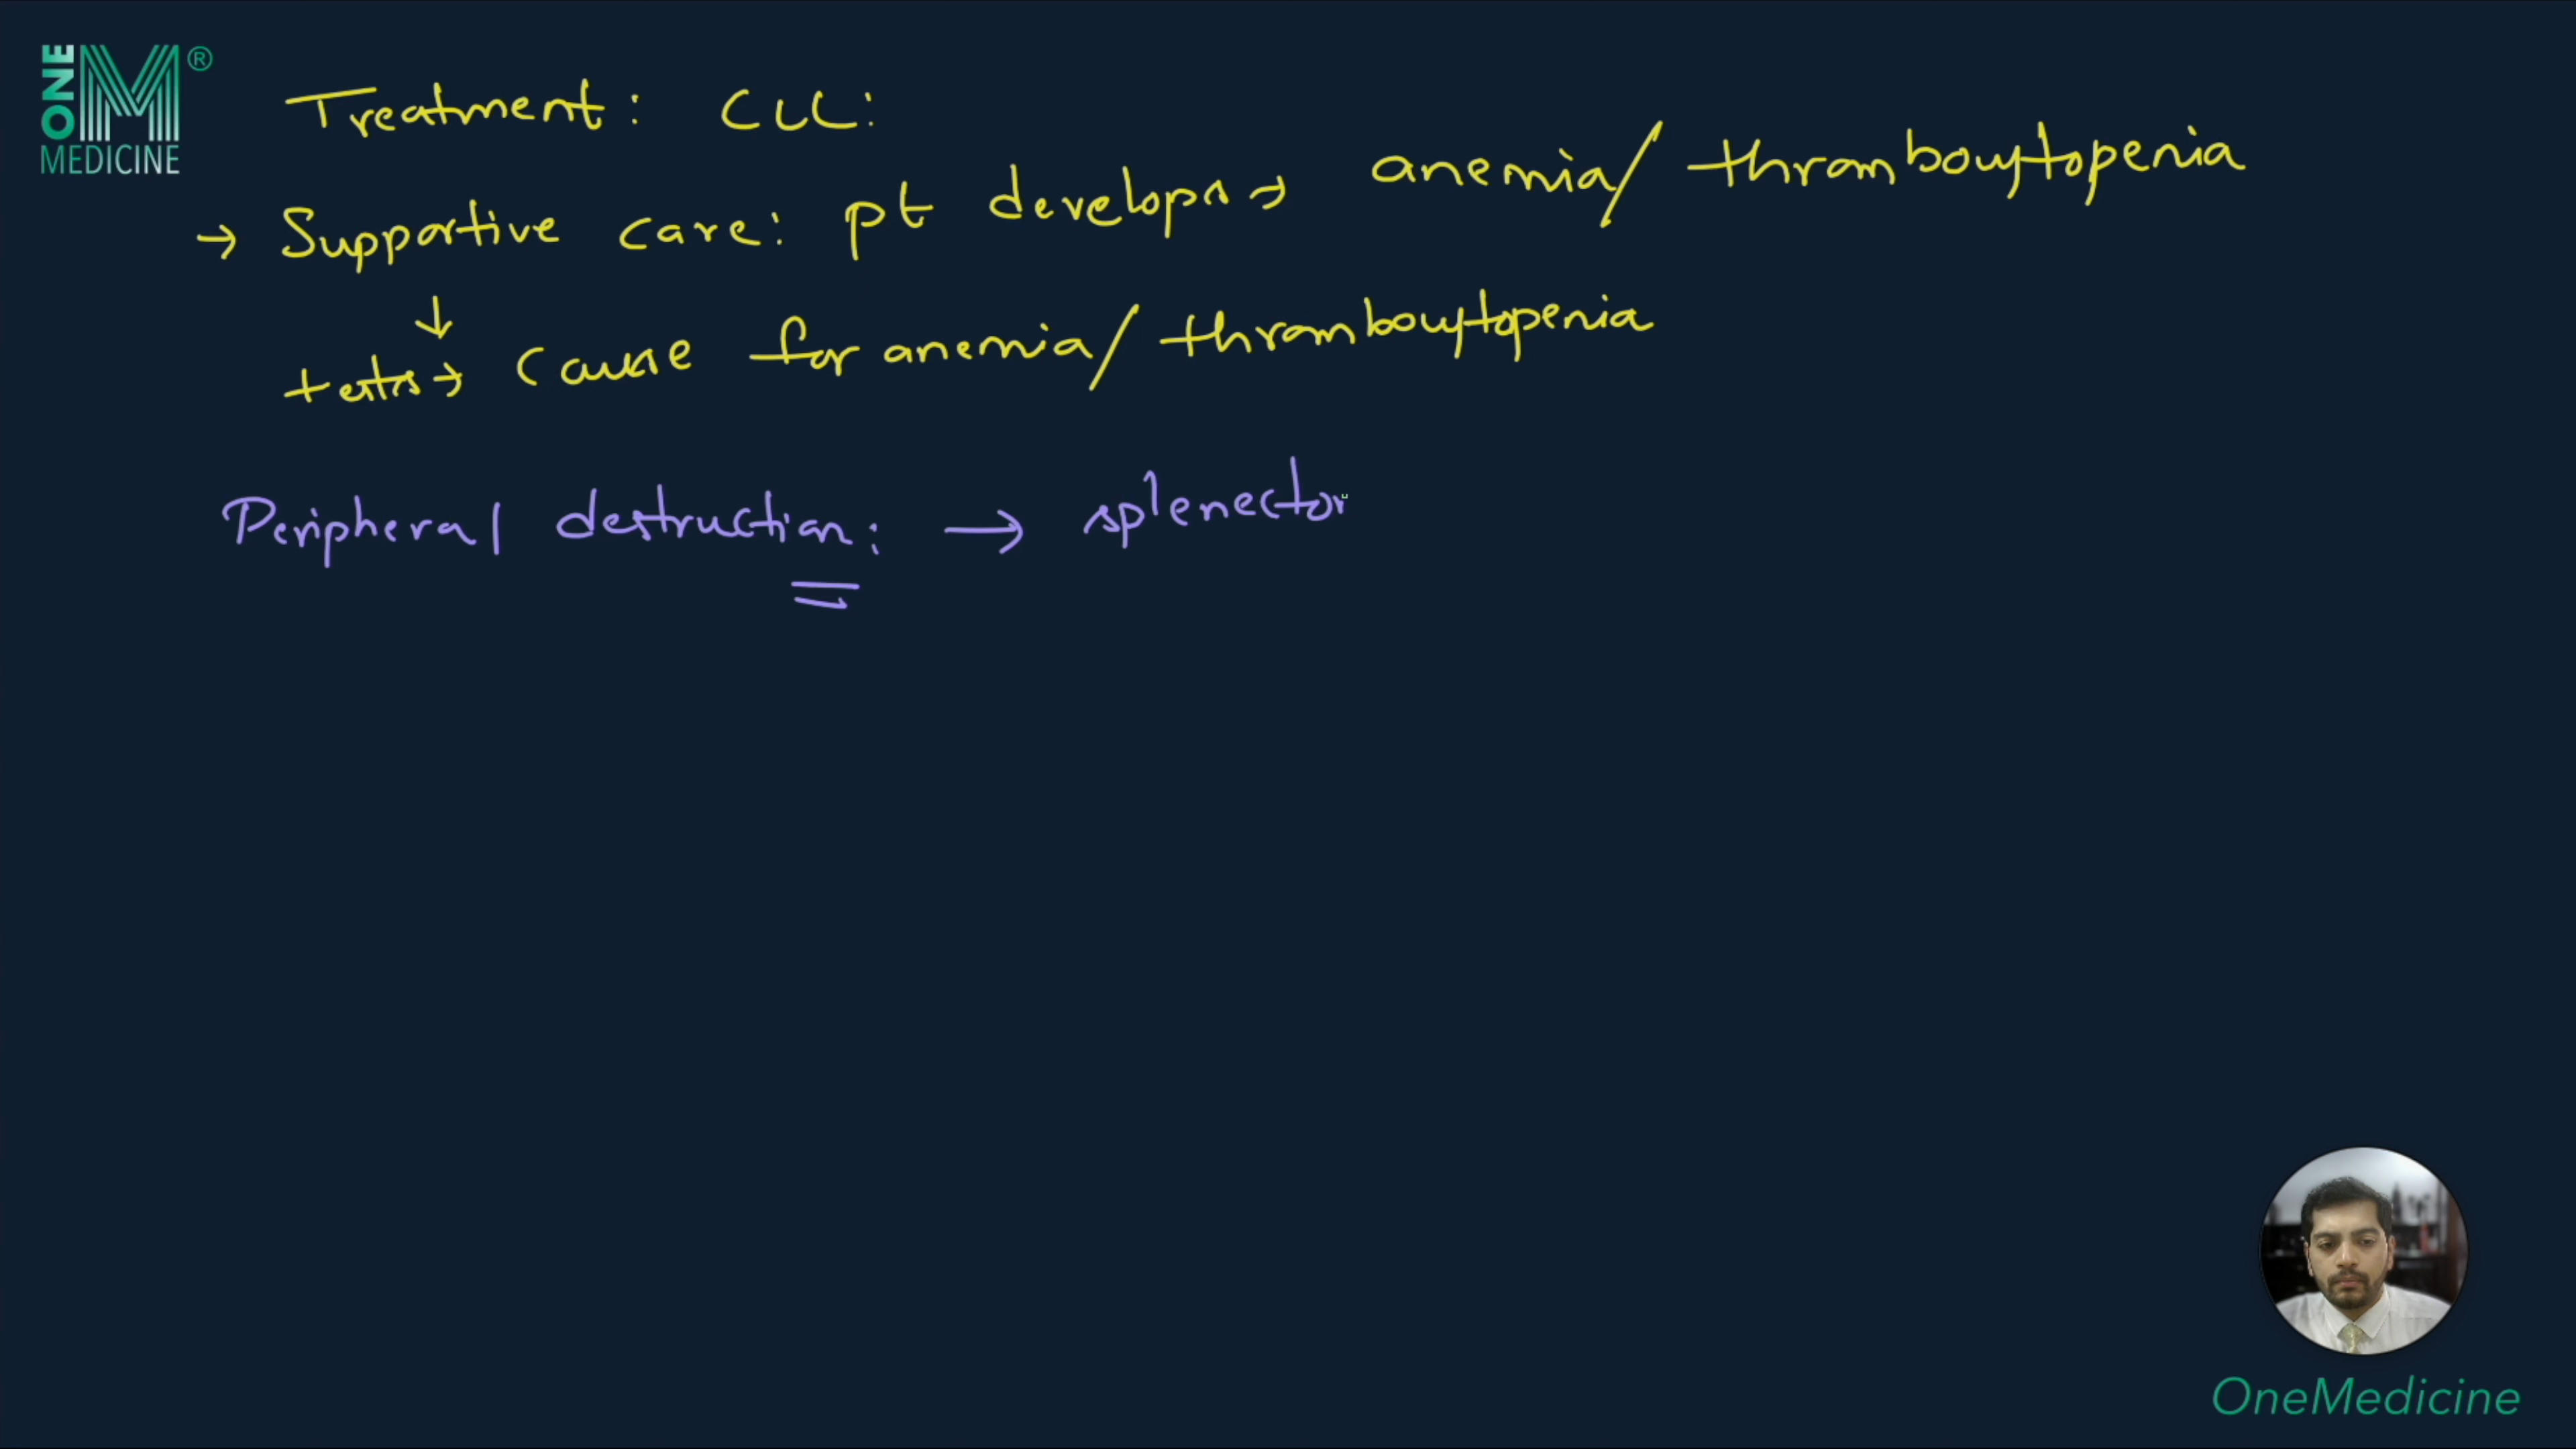 ONE M ®
MEDICINE
Treatment: CLL:
→ Supportive care: pt develops → anemia/thrombocytopenia
↓
tests → cause for anemia/thrombocytopenia
Peripheral destruction: → splenector
OneMedicine